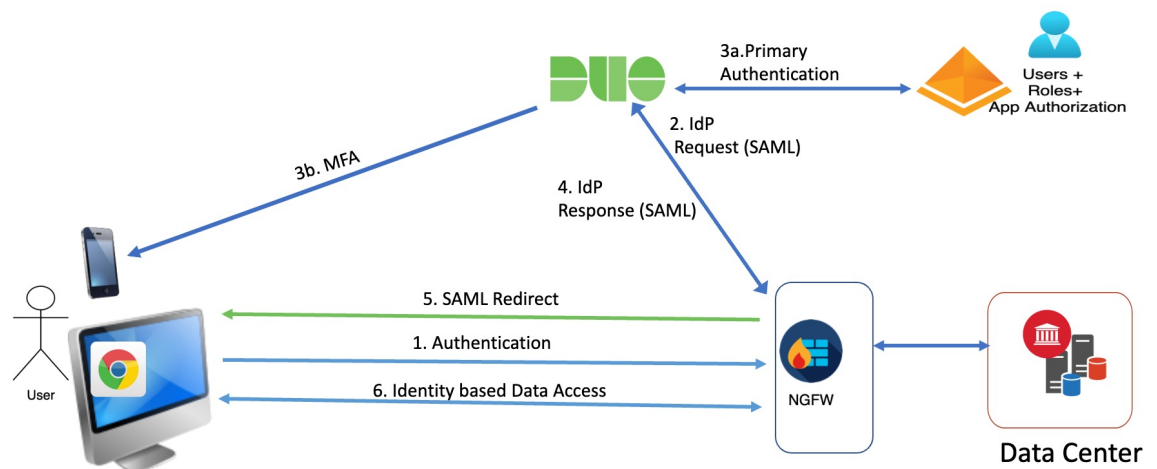 DUO
3a.Primary
Authentication
Users +
Roles+
App Authorization
2. IdP
Request (SAML)
3b. MFA
4. IdP
Response (SAML)
5. SAML Redirect
1. Authentication
6. Identity based Data Access
User
NGFW
Data Center